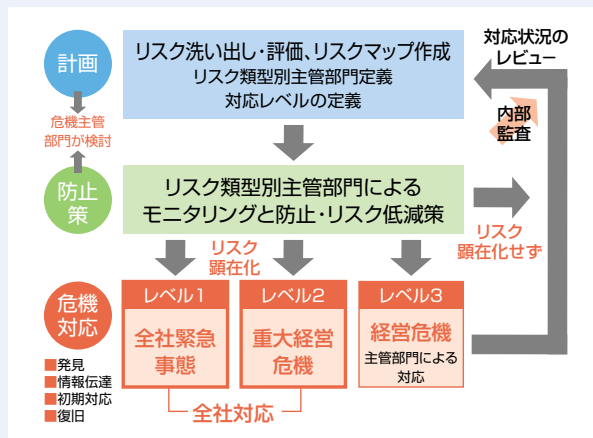 計画
リスク洗い出し・評価、リスクマップ作成
リスク類型別主管部門定義
対応レベルの定義
対応状況の
レビュー
危機主管
部門が検討
内部
監査
防止
策
リスク類型別主管部門による
モニタリングと防止・リスク低減策
リスク
顕在化せず
リスク
顕在化
危機
対応
レベル1
全社緊急
事態
レベル2
重大経営
危機
レベル3
経営危機
主管部門による
対応
■発見
■情報伝達
■初期対応
■復旧
全社対応